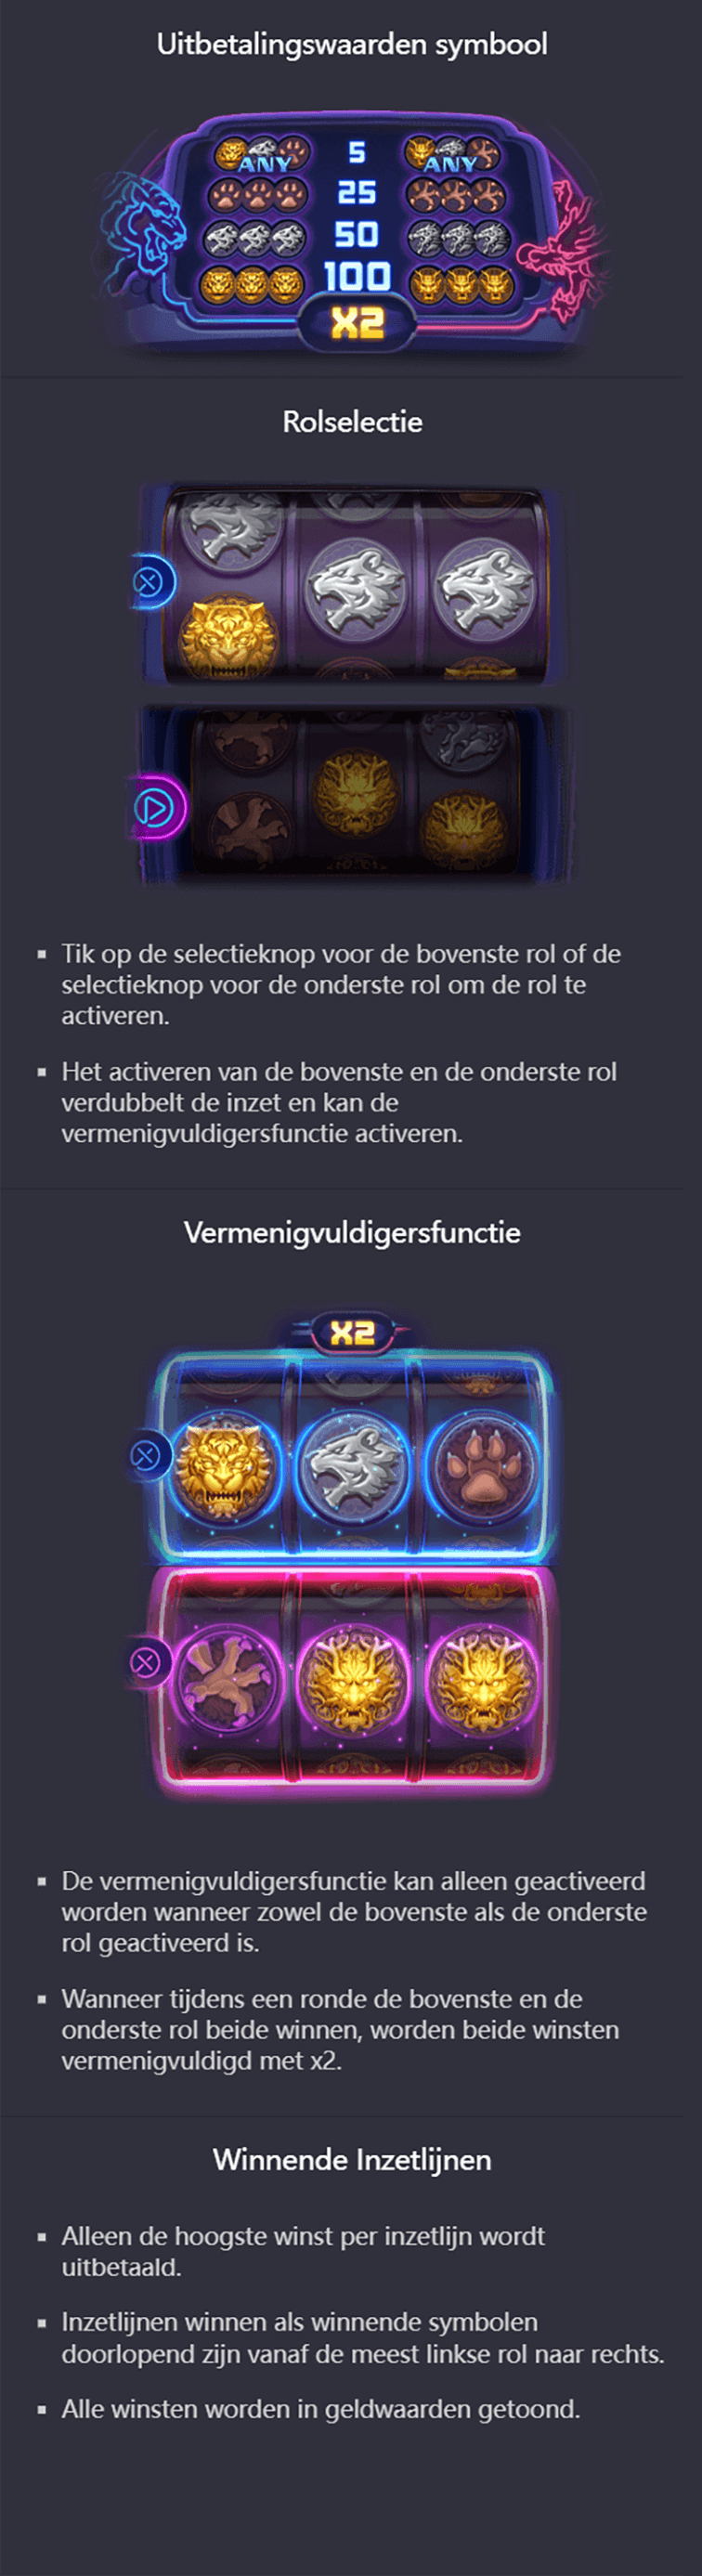 Uitbetalingswaarden symbool
ANY 5 ANY
25
50
100
X2
Rolselectie
Tik op de selectieknop voor de bovenste rol of de
selectieknop voor de onderste rol om de rol te
activeren.
Het activeren van de bovenste en de onderste rol
verdubbelt de inzet en kan de
vermenigvuldigersfunctie activeren.
Vermenigvuldigersfunctie
X2
De vermenigvuldigersfunctie kan alleen geactiveerd
worden wanneer zowel de bovenste als de onderste
rol geactiveerd is.
Wanneer tijdens een ronde de bovenste en de
onderste rol beide winnen, worden beide winsten
vermenigvuldigd met x2.
Winnende Inzetlijnen
Alleen de hoogste winst per inzetlijn wordt
uitbetaald.
Inzetlijnen winnen als winnende symbolen
doorlopend zijn vanaf de meest linkse rol naar rechts.
Alle winsten worden in geldwaarden getoond.